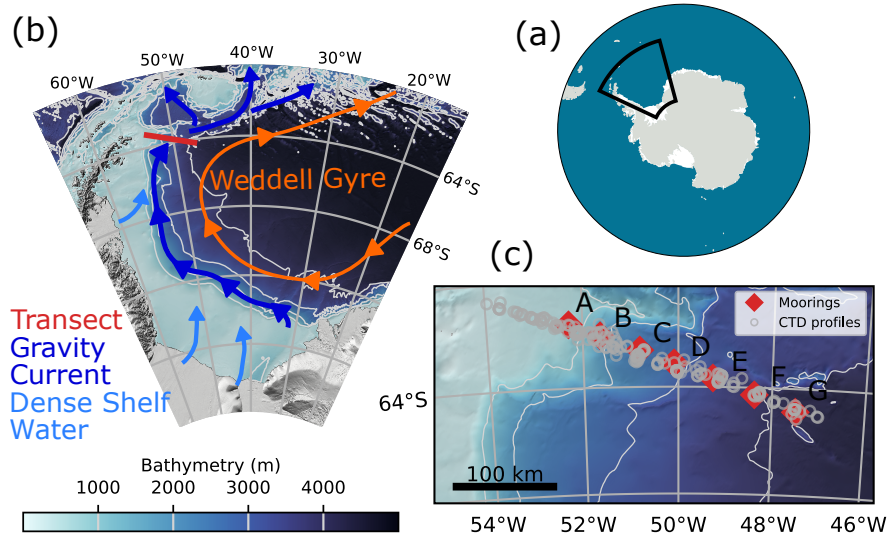 (b)
(a)
60°W
50°W
40°W
30°W
20°W
Weddell Gyre
64°S
68°S
(c)
Transect
Gravity
Current
Dense Shelf
Water
Bathymetry (m)
1000 2000 3000 4000
A
B
C
D
E
F
G
Moorings
CTD profiles
64°S
100 km
54°W 52°W 50°W 48°W 46°W